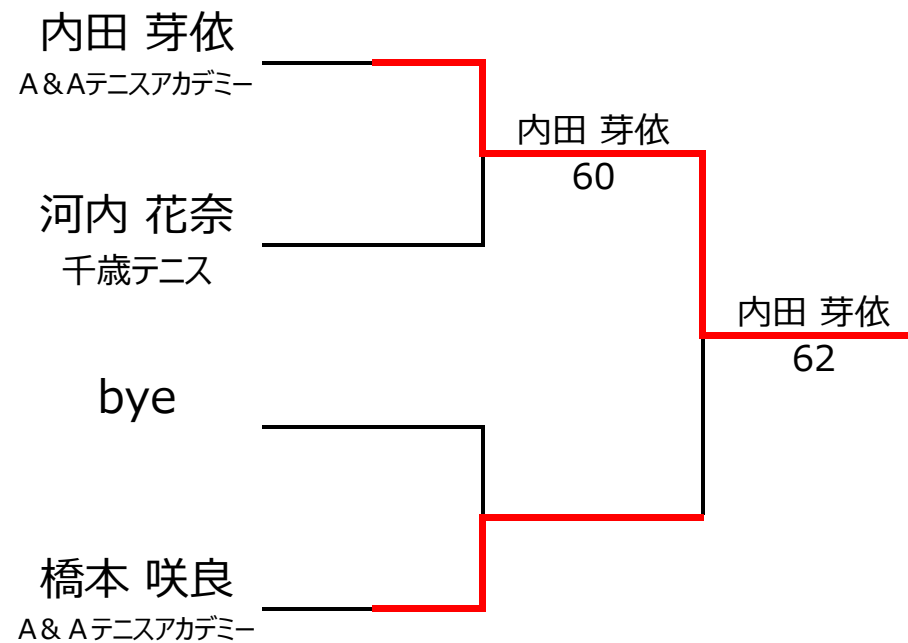 内田 芽依
A&Aテニスアカデミー
内田 芽依
60
河内 花奈
千歳テニス
内田 芽依
62
bye
橋本 咲良
A& Aテニスアカデミー